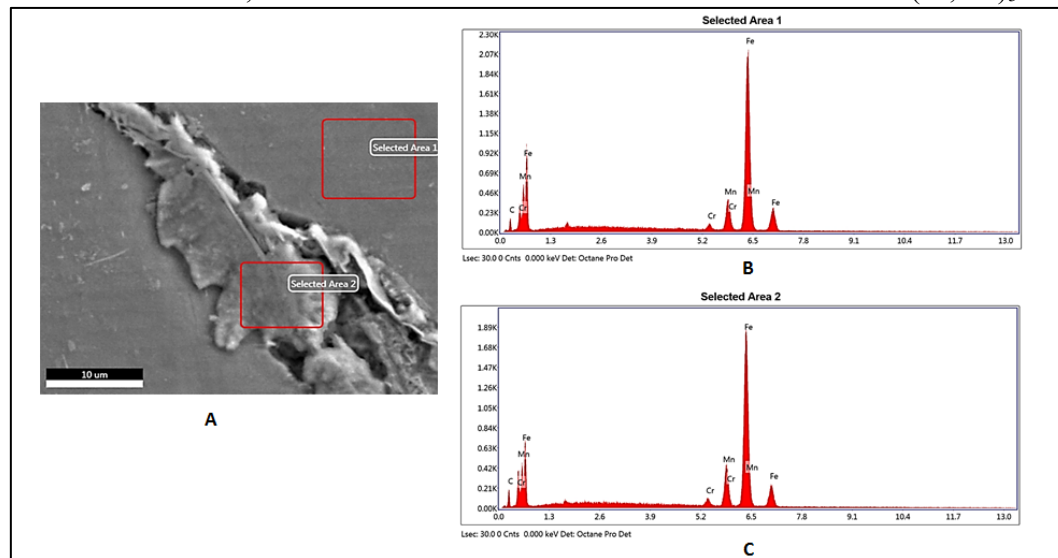 Selected Area 1
Selected Area 2
10 um
A
Selected Area 1
2.30K
2.07K
1.84K
1.61K
1.38K
1.15K
0.92K
0.69K
0.46K
0.23K
0.00K
C
Cr
Mn
Fe
Cr
Mn
Cr
Fe
Mn
Fe
0.0 1.3 2.6 3.9 5.2 6.5 7.8 9.1 10.4 11.7 13.0
Lsec: 30.0 0 Cnts 0.000 keV Det: Octane Pro Det
B
Selected Area 2
1.89K
1.68K
1.47K
1.26K
1.05K
0.84K
0.63K
0.42K
0.21K
0.00K
C
Cr
Mn
Fe
Cr
Mn
Cr
Fe
Mn
Fe
0.0 1.3 2.6 3.9 5.2 6.5 7.8 9.1 10.4 11.7 13.0
Lsec: 30.0 0 Cnts 0.000 keV Det: Octane Pro Det
C